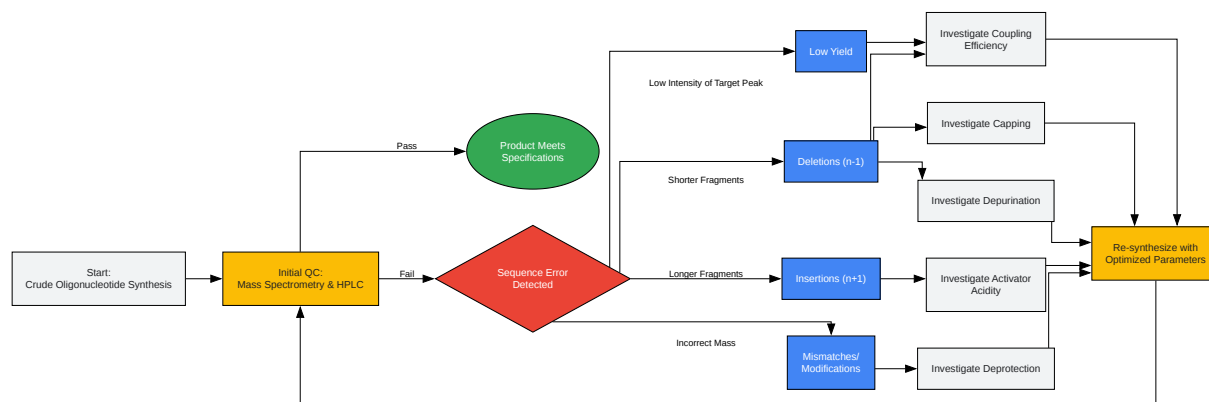 Start:
Crude Oligonucleotide Synthesis
Initial QC:
Mass Spectrometry & HPLC
Pass
Product Meets
Specifications
Fail
Sequence Error
Detected
Low Intensity of Target Peak
Low Yield
Investigate Coupling
Efficiency
Shorter Fragments
Deletions (n-1)
Investigate Capping
Investigate Depurination
Longer Fragments
Insertions (n+1)
Investigate Activator
Acidity
Incorrect Mass
Mismatches/
Modifications
Investigate Deprotection
Re-synthesize with
Optimized Parameters